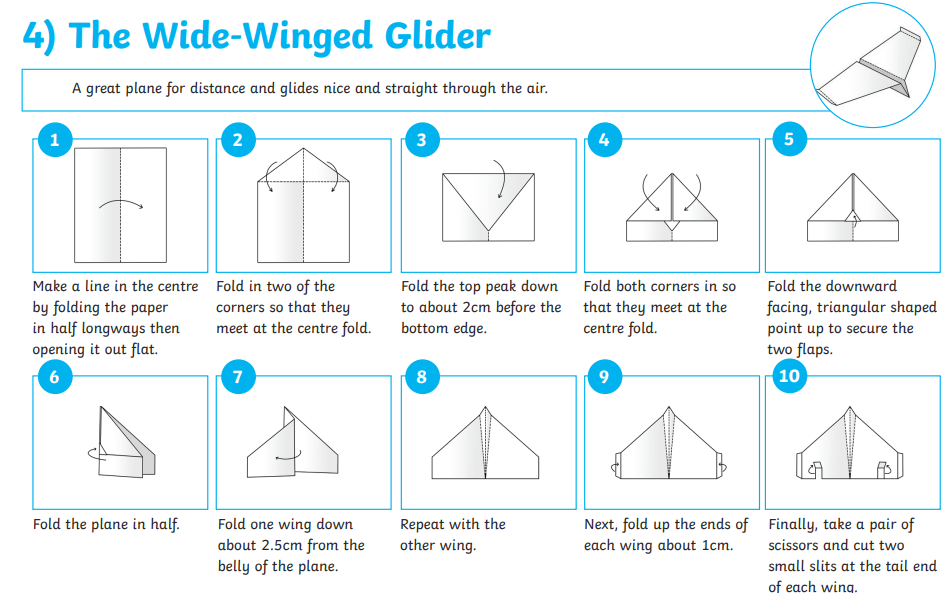 4) The Wide-Winged Glider
A great plane for distance and glides nice and straight through the air.
1
Make a line in the centre
by folding the paper
in half longways then
opening it out flat.
2
Fold in two of the
corners so that they
meet at the centre fold.
3
Fold the top peak down
to about 2cm before the
bottom edge.
4
Fold both corners in so
that they meet at the
centre fold.
5
Fold the downward
facing, triangular shaped
point up to secure the
two flaps.
6
Fold the plane in half.
7
Fold one wing down
about 2.5cm from the
belly of the plane.
8
Repeat with the
other wing.
9
Next, fold up the ends of
each wing about 1cm.
10
Finally, take a pair of
scissors and cut two
small slits at the tail end
of each wing.